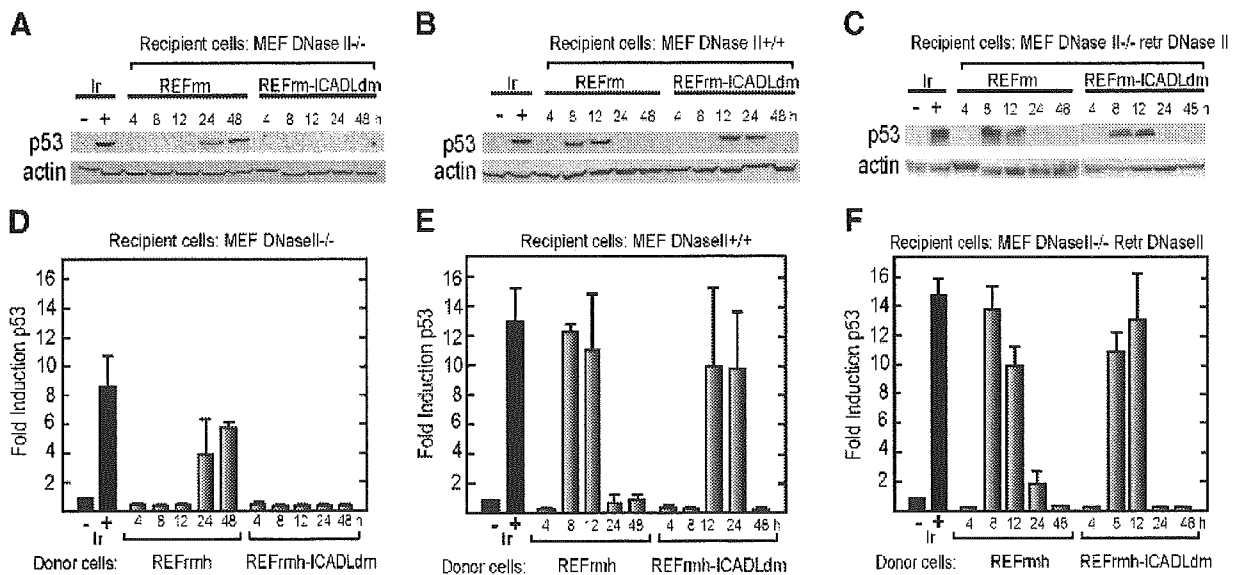 A
Recipient cells: MEF DNase II-/-
Ir REFrm REFrm-ICADLdm
- + 4 8 12 24 48 4 8 12 24 48 h
p53
actin
B
Recipient cells: MEF DNase II+/+
Ir REFrm REFrm-ICADLdm
- + 4 8 12 24 48 4 8 12 24 48 h
p53
actin
C
Recipient cells: MEF DNase II-/- retr DNase II
Ir REFrm REFrm-ICADLdm
- + 4 8 12 24 48 4 8 12 24 48 h
p53
actin
D
Recipient cells: MEF DNaseII-/-
Fold Induction p53
16
14
12
10
8
6
4
2
- + 4 8 12 24 48 4 8 12 24 48 h
Ir
Donor cells: REFrmh REFrmh-ICADLdm
E
Recipient cells: MEF DNaseII+/+
Fold Induction p53
16
14
12
10
8
6
4
2
- + 4 8 12 24 48 4 8 12 24 48 h
Ir
Donor cells: REFrmh REFrmh-ICADLdm
F
Recipient cells: MEF DNaseII-/- Retr DNaseII
Fold Induction p53
16
14
12
10
8
6
4
2
- + 4 8 12 24 48 4 8 12 24 48 h
Ir
Donor cells: REFrmh REFrmh-ICADLdm